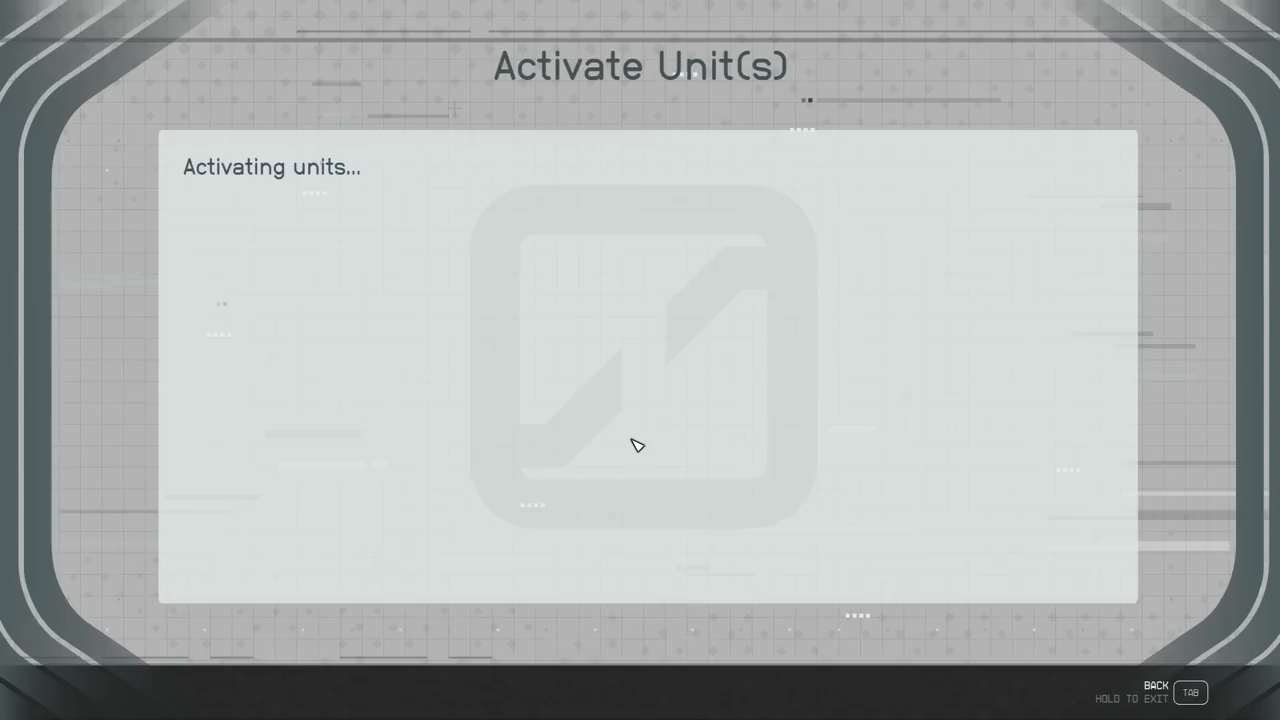 Activate Unit(s)
Activating units...
BACK
HOLD TO EXIT
TAB